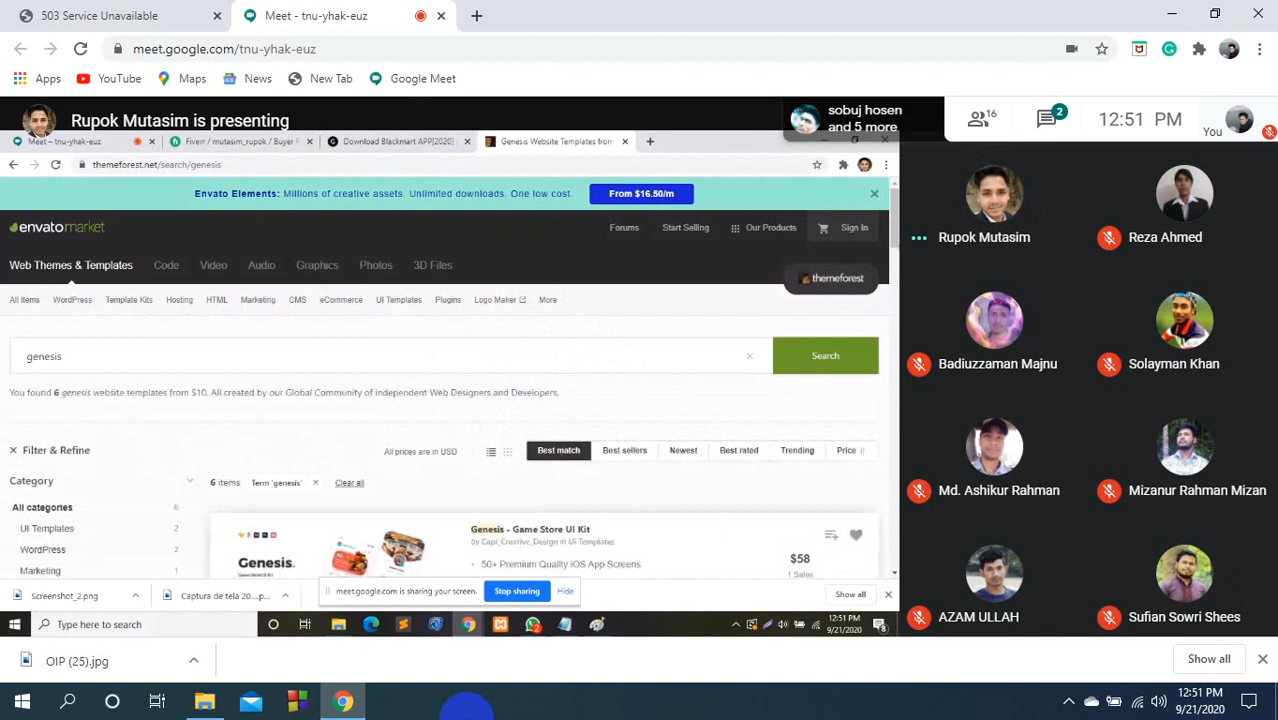 503 Service Unavailable
Meet - tnu-yhak-euz
meet.google.com/tnu-yhak-euz
Apps YouTube Maps News New Tab Google Meet
Rupok Mutasim is presenting
sobuj hosen
and 5 more
16
2
12:51 PM
You
Meet – tnu-yhak-euz
Fiverr / mutasim_rupok / Buyer R
Download Blackmart APP[2020]
Genesis Website Templates from
themeforest.net/search/genesis
Envato Elements: Millions of creative assets. Unlimited downloads. One low cost.
From $16.50/m
envatomarket
Forums Start Selling Our Products Sign In
Web Themes & Templates Code Video Audio Graphics Photos 3D Files
themeforest
All Items WordPress Template Kits Hosting HTML Marketing CMS eCommerce UI Templates Plugins Logo Maker More
genesis
Search
You found 6 genesis website templates from $10. All created by our Global Community of independent Web Designers and Developers.
Filter & Refine
All prices are in USD
Best match Best sellers Newest Best rated Trending Price
Category
6 items Term 'genesis' Clear all
All categories 6
UI Templates 2
WordPress 2
Marketing
Genesis.
Genesis - Game Store UI Kit
by Capi_Creative_Design in UI Templates
50+ Premium Quality iOS App Screens
$58
1 Sales
Screenshot_2.png
Captura de tela 20....p...
meet.google.com is sharing your screen.
Stop sharing
Hide
Show all
Type here to search
2
12:51 PM
9/21/2020
8
Rupok Mutasim
Reza Ahmed
Badiuzzaman Majnu
Solayman Khan
Md. Ashikur Rahman
Mizanur Rahman Mizan
AZAM ULLAH
Sufian Sowri Shees
OIP (25).jpg
Show all
12:51 PM
9/21/2020